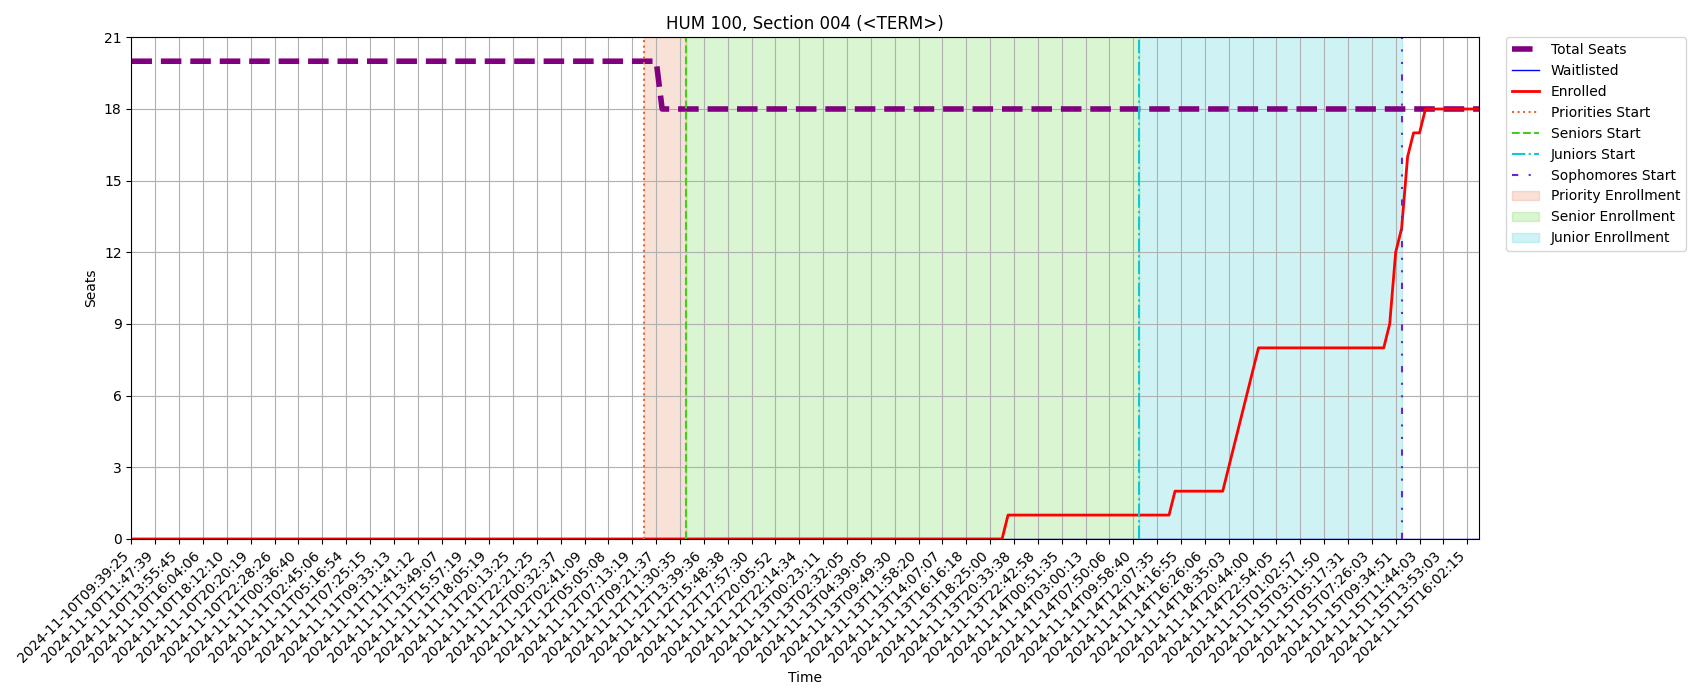 HUM 100, Section 004 (<TERM>)
21
18
15
12
9
6
3
0
Seats
2024-11-10T09:39:25
2024-11-10T11:47:39
2024-11-10T13:55:45
2024-11-10T16:04:06
2024-11-10T18:12:10
2024-11-10T20:20:19
2024-11-10T22:28:26
2024-11-11T00:36:40
2024-11-11T02:45:06
2024-11-11T05:16:54
2024-11-11T07:25:15
2024-11-11T09:33:13
2024-11-11T11:41:12
2024-11-11T13:49:07
2024-11-11T15:57:19
2024-11-11T18:05:19
2024-11-11T20:13:25
2024-11-11T22:21:25
2024-11-12T00:32:37
2024-11-12T02:41:09
2024-11-12T05:05:08
2024-11-12T07:13:19
2024-11-12T09:21:37
2024-11-12T11:30:35
2024-11-12T13:39:36
2024-11-12T15:48:38
2024-11-12T17:57:30
2024-11-12T20:05:52
2024-11-12T22:14:34
2024-11-13T00:23:11
2024-11-13T02:32:05
2024-11-13T04:39:05
2024-11-13T09:49:30
2024-11-13T11:58:20
2024-11-13T14:07:07
2024-11-13T16:16:18
2024-11-13T18:25:00
2024-11-13T20:33:38
2024-11-13T22:42:58
2024-11-14T00:51:35
2024-11-14T03:00:13
2024-11-14T07:50:06
2024-11-14T09:58:40
2024-11-14T12:07:35
2024-11-14T14:16:55
2024-11-14T16:26:06
2024-11-14T18:35:03
2024-11-14T20:44:00
2024-11-14T22:54:05
2024-11-15T01:02:57
2024-11-15T03:11:50
2024-11-15T05:17:31
2024-11-15T07:26:03
2024-11-15T09:34:51
2024-11-15T11:44:03
2024-11-15T13:53:03
2024-11-15T16:02:15
Time
Total Seats
Waitlisted
Enrolled
Priorities Start
Seniors Start
Juniors Start
Sophomores Start
Priority Enrollment
Senior Enrollment
Junior Enrollment